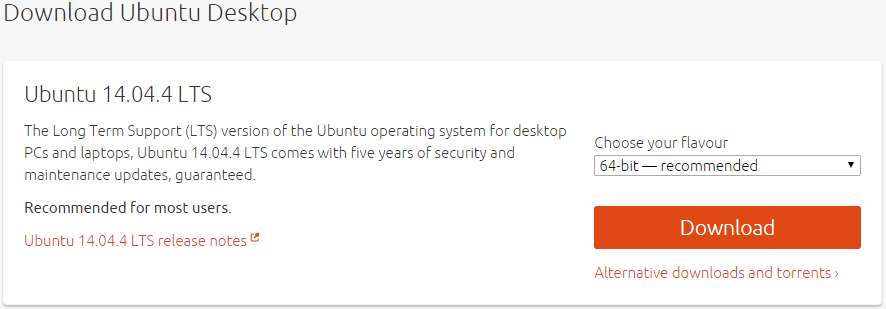 Download Ubuntu Desktop
Ubuntu 14.04.4 LTS
The Long Term Support (LTS) version of the Ubuntu operating system for desktop
PCs and laptops, Ubuntu 14.04.4 LTS comes with five years of security and
maintenance updates, guaranteed.
Recommended for most users.
Ubuntu 14.04.4 LTS release notes
Choose your flavour
64-bit — recommended
Download
Alternative downloads and torrents ›